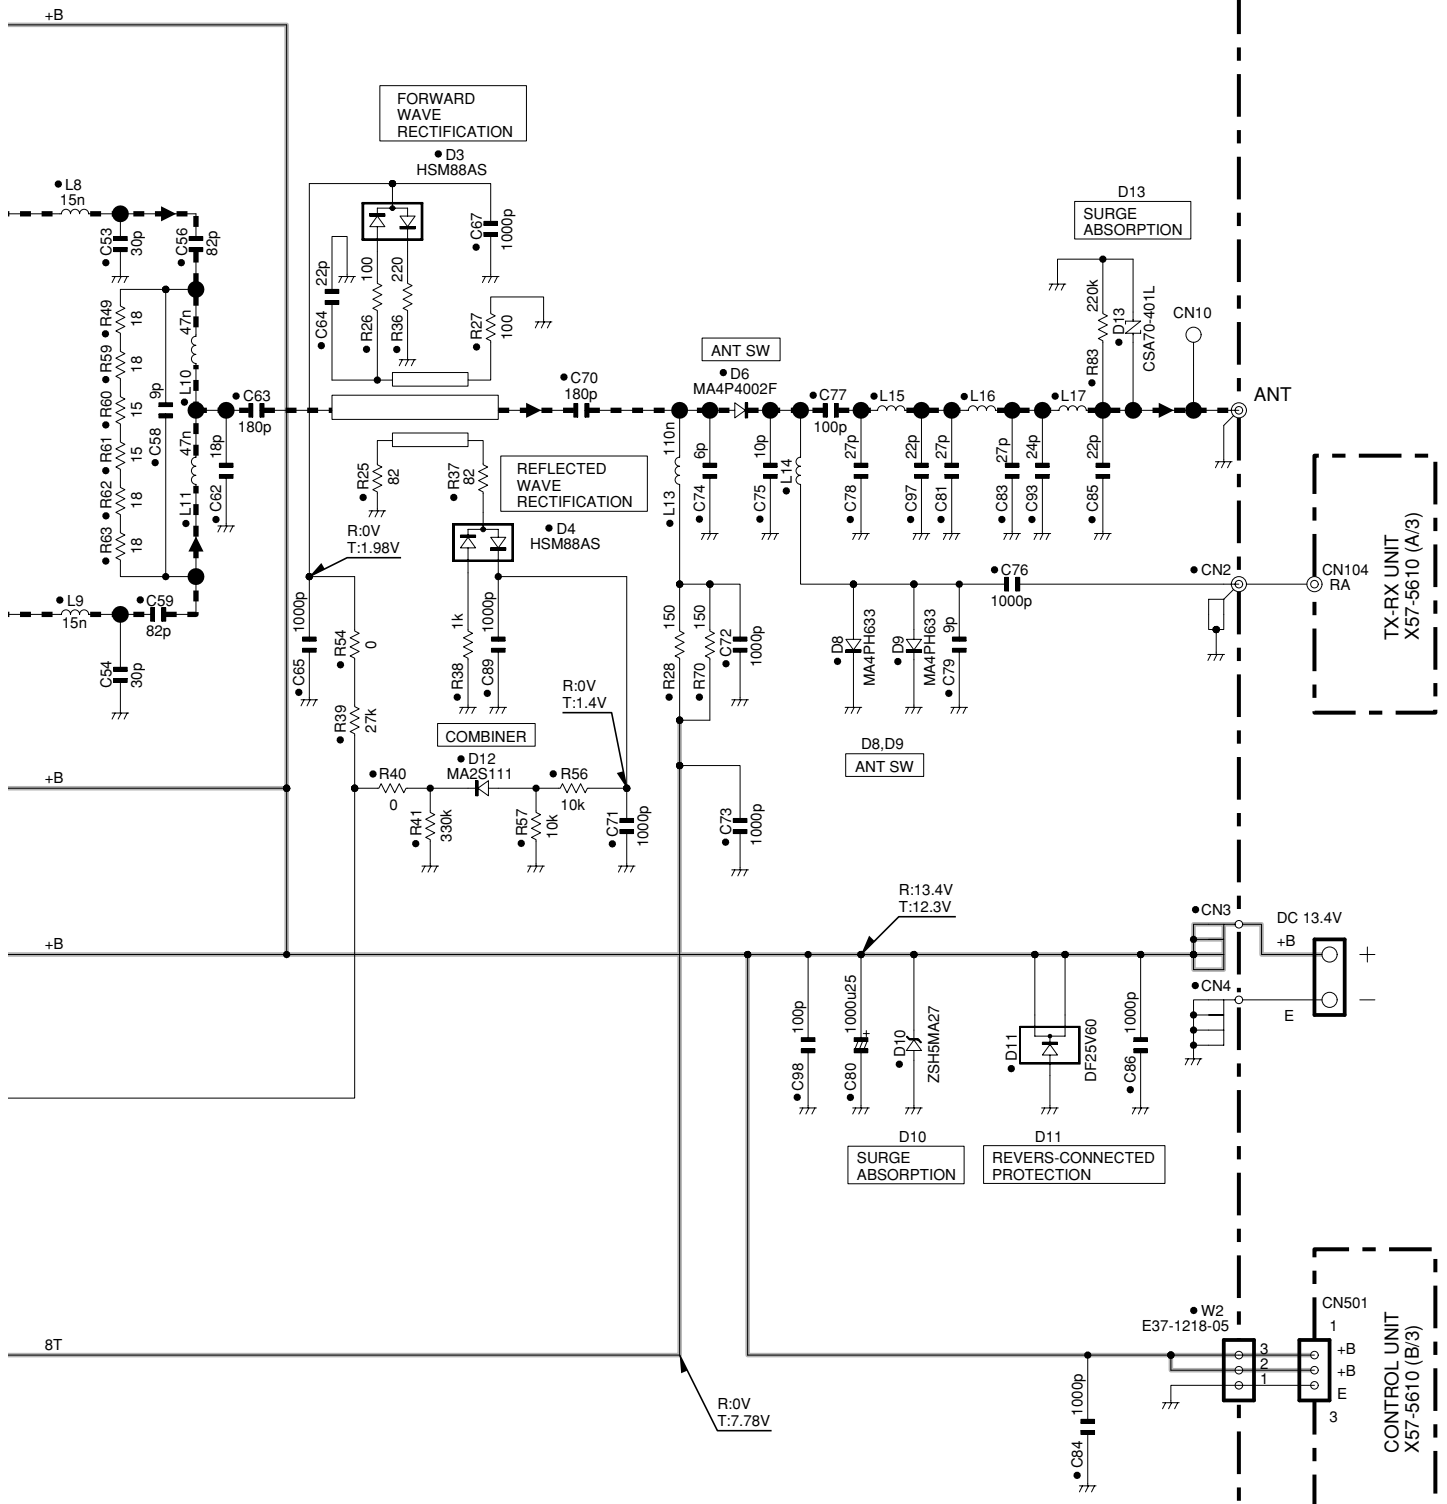 +B
FORWARD
WAVE
RECTIFICATION
D3
HSM88AS
L8
15n
C53
30p
C56
82p
C67
1000p
D13
SURGE
ABSORPTION
22p
C64
100
R26
220
R36
R27
100
220k
R83
D13
CSA70-401L
CN10
R49
18
R59
18
R60
15
R61
15
R62
18
R63
18
9p
C58
47n
L10
47n
L11
C63
180p
18p
C62
C70
180p
ANT SW
D6
MA4P4002F
C77
100p
L15
L16
L17
ANT
R25
82
R37
82
REFLECTED
WAVE
RECTIFICATION
D4
HSM88AS
110n
L13
6p
C74
10p
C75
L14
27p
C78
22p
C97
27p
C81
27p
C83
24p
C93
22p
C85
R:0V
T:1.98V
L9
15n
C59
82p
C54
30p
1000p
C65
R54
0
R39
27k
1k
R38
1000p
C89
R:0V
T:1.4V
150
R28
150
R70
C72
1000p
D8
MA4PH633
D9
MA4PH633
9p
C79
C76
1000p
CN2
CN104
RA
TX-RX UNIT
X57-5610 (A/3)
COMBINER
D12
MA2S111
D8,D9
ANT SW
+B
R40
0
R41
330k
R57
10k
R56
10k
C71
1000p
C73
1000p
R:13.4V
T:12.3V
CN3
DC 13.4V
+B
+
+B
CN4
E
−
100p
C98
1000u25
+
C80
D10
ZSH5MA27
D11
DF25V60
1000p
C86
D10
SURGE
ABSORPTION
D11
REVERS-CONNECTED
PROTECTION
8T
R:0V
T:7.78V
1000p
C84
W2
E37-1218-05
3
2
1
CN501
1
+B
+B
E
3
CONTROL UNIT
X57-5610 (B/3)